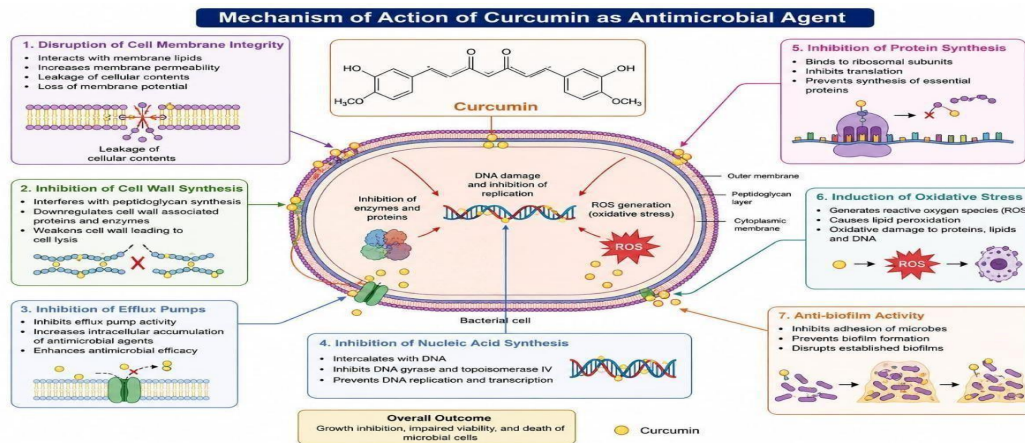 Mechanism of Action of Curcumin as Antimicrobial Agent
1. Disruption of Cell Membrane Integrity
• Interacts with membrane lipids
• Increases membrane permeability
• Leakage of cellular contents
• Loss of membrane potential
Leakage of
cellular contents
2. Inhibition of Cell Wall Synthesis
• Interferes with peptidoglycan synthesis
• Downregulates cell wall associated
proteins and enzymes
• Weakens cell wall leading to
cell lysis
3. Inhibition of Efflux Pumps
• Inhibits efflux pump activity
• Increases intracellular accumulation
of antimicrobial agents
• Enhances antimicrobial efficacy
O O
HO
OCH₃
OH
OCH₃
Curcumin
DNA damage
and inhibition of
replication
Inhibition of
enzymes and
proteins
ROS generation
(oxidative stress)
ROS
Outer membrane
Peptidoglycan
layer
Cytoplasmic
membrane
Bacterial cell
4. Inhibition of Nucleic Acid Synthesis
• Intercalates with DNA
• Inhibits DNA gyrase and topoisomerase IV
• Prevents DNA replication and transcription
Overall Outcome
Growth inhibition, impaired viability, and death of
microbial cells
Curcumin
5. Inhibition of Protein Synthesis
• Binds to ribosomal subunits
• Inhibits translation
• Prevents synthesis of essential
proteins
6. Induction of Oxidative Stress
• Generates reactive oxygen species (ROS
• Causes lipid peroxidation
• Oxidative damage to proteins, lipids
and DNA
ROS
7. Anti-biofilm Activity
• Inhibits adhesion of microbes
• Prevents biofilm formation
• Disrupts established biofilms